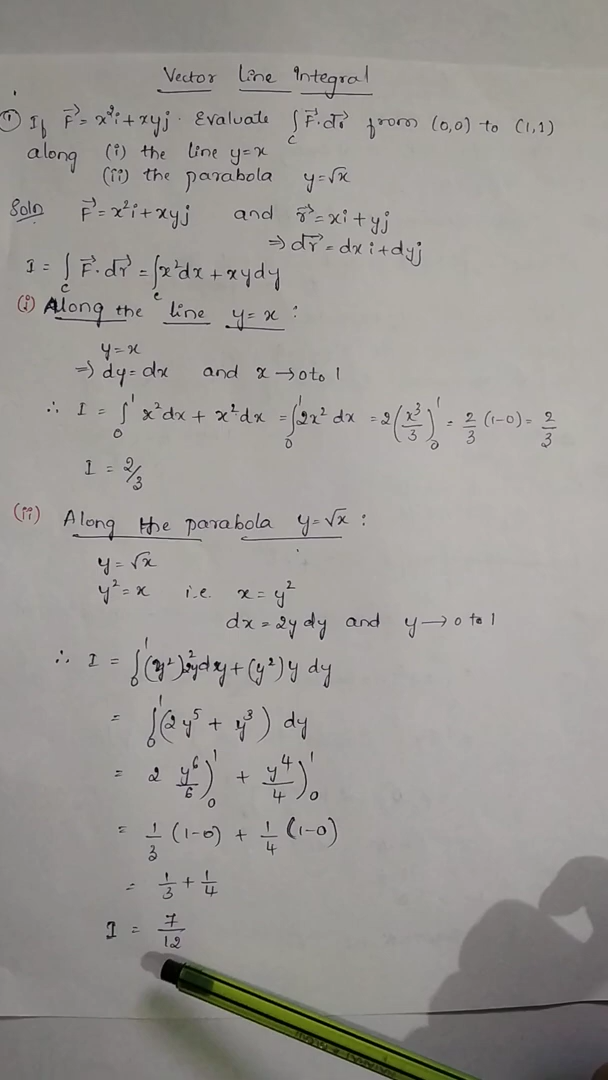 Vector Line Integral
① If F⃗ = x²i + xyj. Evaluate ∫_C F⃗·dr⃗ from (0,0) to (1,1)
along (i) the line y=x
(ii) the parabola y=√x
Soln F⃗ = x²i + xyj and r⃗ = xi + yj
⇒ dr⃗ = dx i + dy j
I = ∫_C F⃗·dr⃗ = ∫_C x²dx + xydy
(i) Along the line y=x :
y=x
⇒ dy=dx and x → 0 to 1
∴ I = ∫₀¹ x²dx + x²dx = ∫₀¹ 2x² dx = 2(x³/3)₀¹ = 2/3 (1-0) = 2/3
I = 2/3
(ii) Along the parabola y=√x :
y = √x
y² = x i.e. x = y²
dx = 2y dy and y → 0 to 1
∴ I = ∫₀¹ (y²)² 2y dy + (y²) y dy
= ∫₀¹ (2y⁵ + y³) dy
= 2 y⁶/6)₀¹ + y⁴/4)₀¹
= 1/3 (1-0) + 1/4 (1-0)
= 1/3 + 1/4
I = 7/12